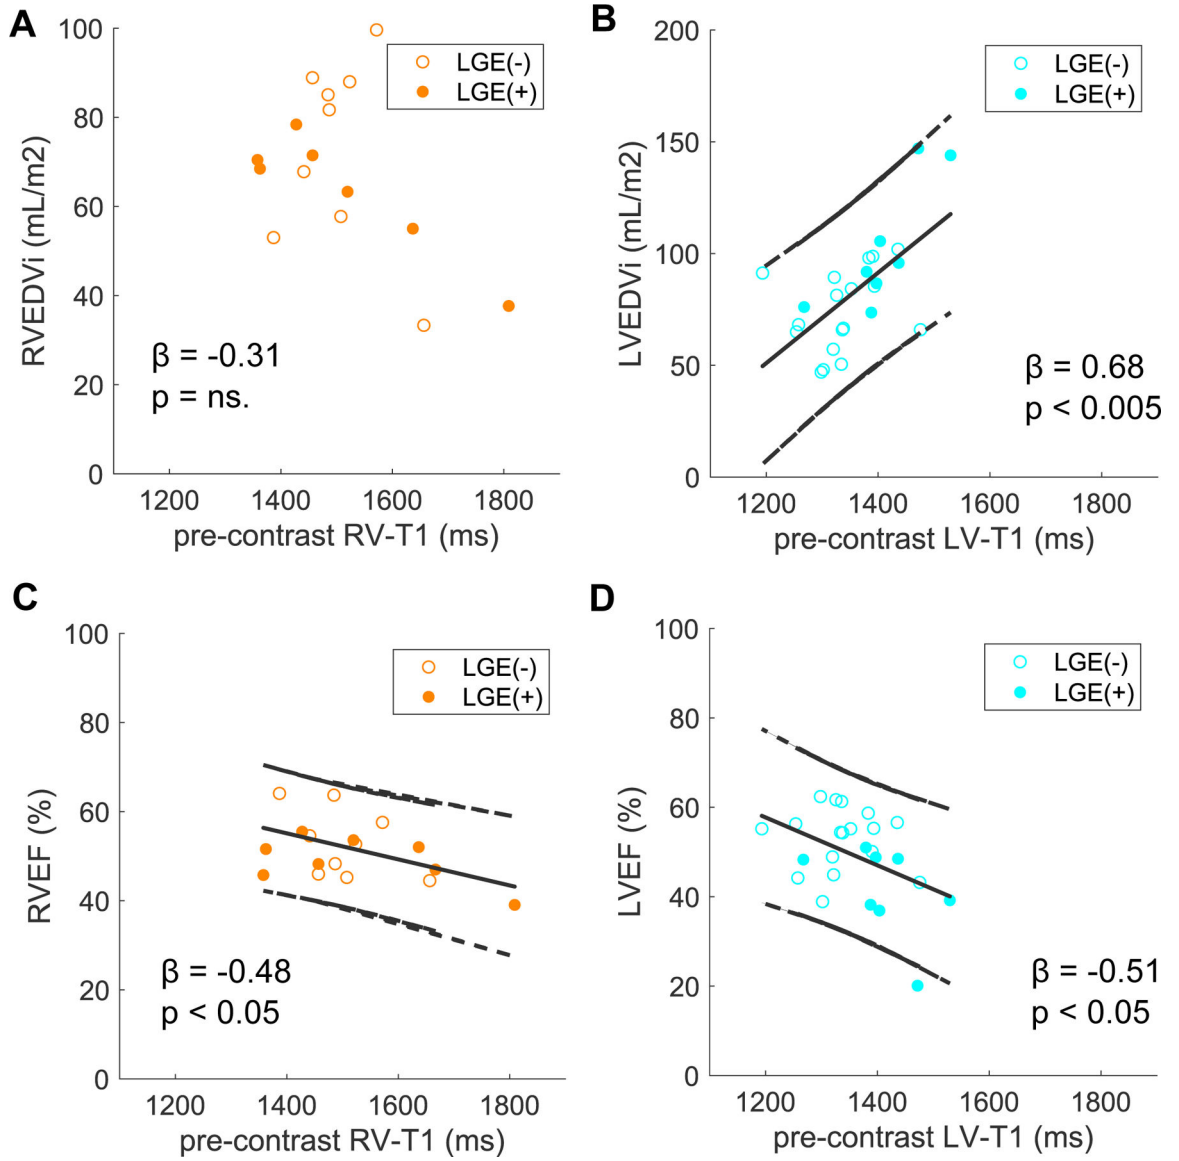 A
100
80
60
40
20
0
RVEDVi (mL/m2)
LGE(-)
LGE(+)
β = -0.31
p = ns.
1200 1400 1600 1800
pre-contrast RV-T1 (ms)
B
200
150
100
50
0
LVEDVi (mL/m2)
LGE(-)
LGE(+)
β = 0.68
p < 0.005
1200 1400 1600 1800
pre-contrast LV-T1 (ms)
C
100
80
60
40
20
0
RVEF (%)
LGE(-)
LGE(+)
β = -0.48
p < 0.05
1200 1400 1600 1800
pre-contrast RV-T1 (ms)
D
100
80
60
40
20
0
LVEF (%)
LGE(-)
LGE(+)
β = -0.51
p < 0.05
1200 1400 1600 1800
pre-contrast LV-T1 (ms)